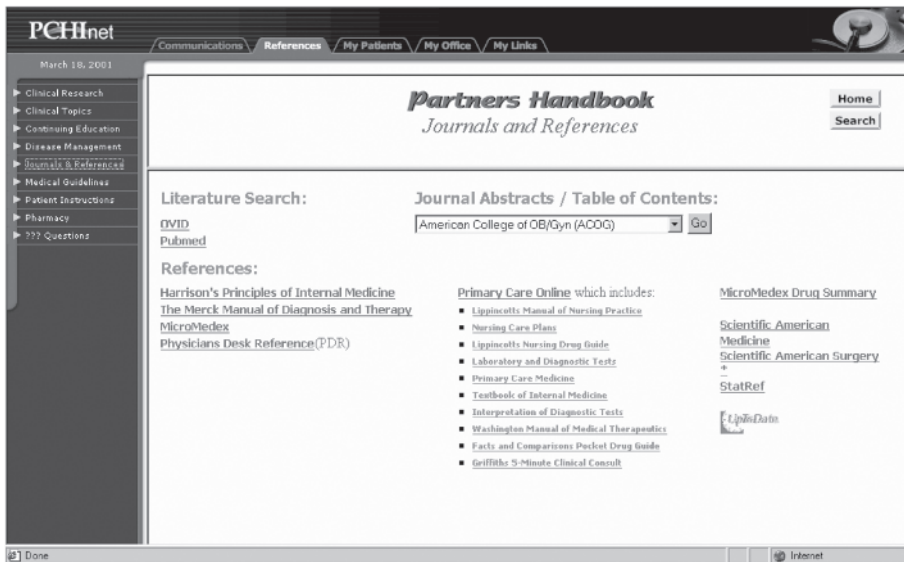 PCHInet
Communications References My Patients My Office My Links
March 18, 2001
Clinical Research
Clinical Topics
Continuing Education
Disease Management
Journals & References
Medical Guidelines
Patient Instructions
Pharmacy
??? Questions
Partners Handbook
Journals and References
Home
Search
Literature Search:
OVID
Pubmed
Journal Abstracts / Table of Contents:
American College of OB/Gyn (ACOG) Go
References:
Harrison's Principles of Internal Medicine
The Merck Manual of Diagnosis and Therapy
MicroMedex
Physicians Desk Reference(PDR)
Primary Care Online which includes:
Lippincotts Manual of Nursing Practice
Nursing Care Plans
Lippincotts Nursing Drug Guide
Laboratory and Diagnostic Tests
Primary Care Medicine
Textbook of Internal Medicine
Interpretation of Diagnostic Tests
Washington Manual of Medical Therapeutics
Facts and Comparisons Pocket Drug Guide
Griffiths 5-Minute Clinical Consult
MicroMedex Drug Summary
Scientific American
Medicine
Scientific American Surgery
*
StatRef
UpToDate
Done
Internet